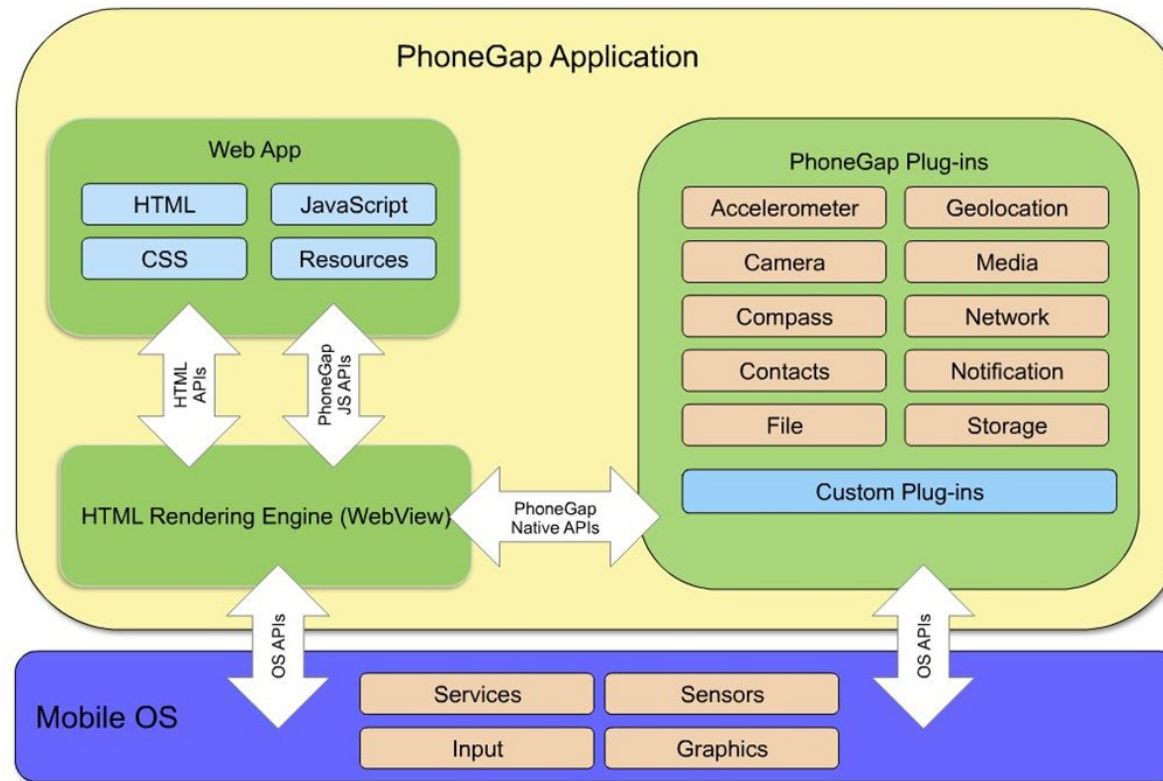 PhoneGap Application
Web App
HTML
JavaScript
CSS
Resources
HTML
APIs
PhoneGap
JS APIs
HTML Rendering Engine (WebView)
PhoneGap
Native APIs
PhoneGap Plug-ins
Accelerometer
Geolocation
Camera
Media
Compass
Network
Contacts
Notification
File
Storage
Custom Plug-ins
OS APIs
OS APIs
Mobile OS
Services
Sensors
Input
Graphics